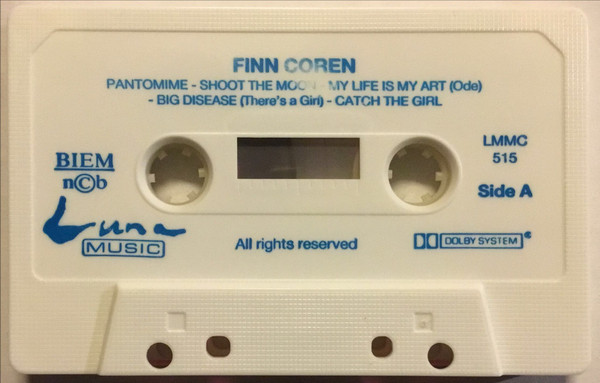 FINN COREN
PANTOMIME - SHOOT THE MOON - MY LIFE IS MY ART (Ode)
- BIG DISEASE (There's a Girl) - CATCH THE GIRL
BIEM
n©b
LMMC
515
Side A
Luna
MUSIC
All rights reserved
DOLBY SYSTEM®